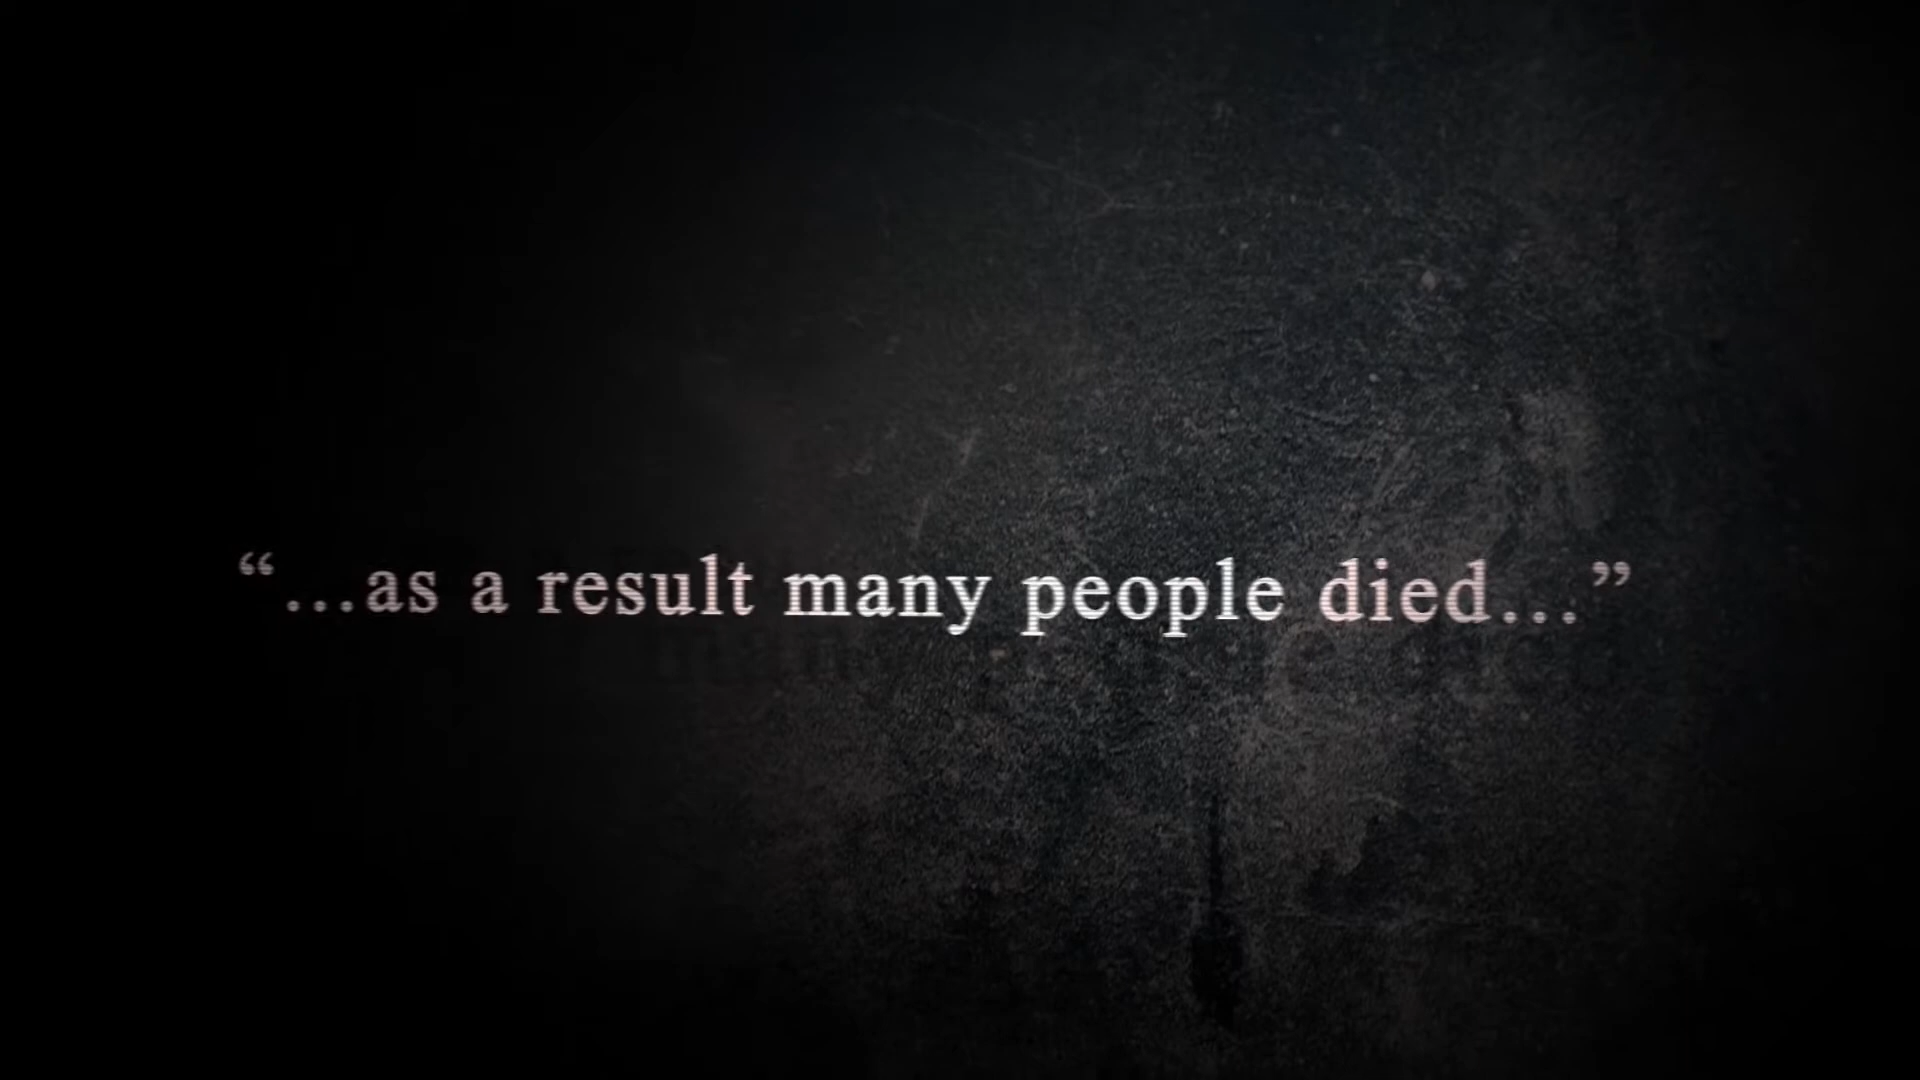 “...as a result many people died...”